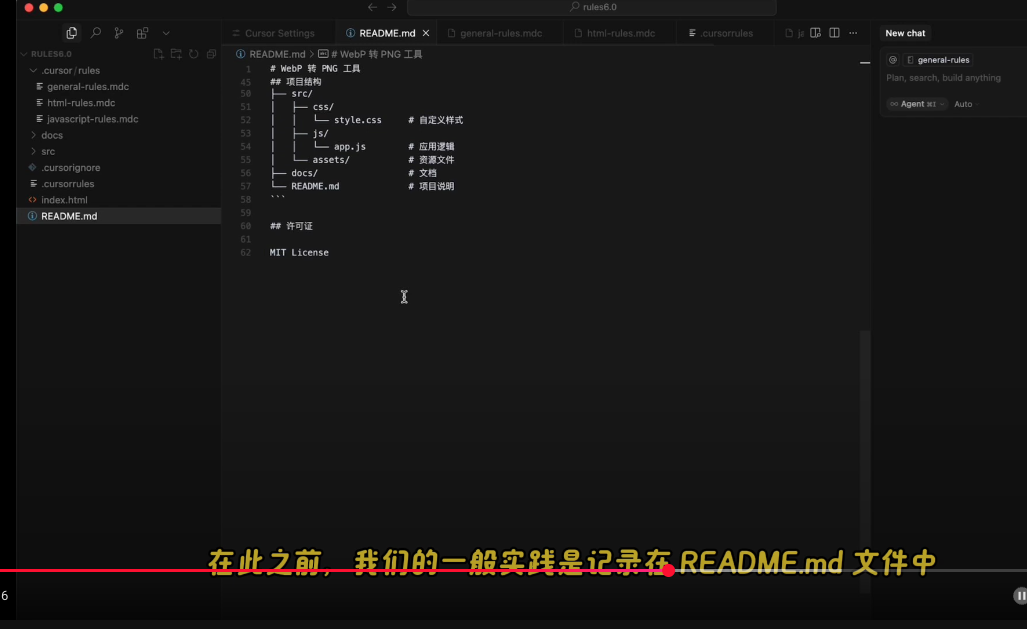 rules6.0
Cursor Settings
README.md
general-rules.mdc
html-rules.mdc
.cursorrules
New chat
RULES6.0
.cursor/rules
general-rules.mdc
html-rules.mdc
javascript-rules.mdc
docs
src
.cursorignore
.cursorrules
index.html
README.md
README.md > # WebP 转 PNG 工具
1 # WebP 转 PNG 工具
45 ## 项目结构
50 ├── src/
51 │   ├── css/
52 │   │   └── style.css     # 自定义样式
53 │   ├── js/
54 │   │   └── app.js        # 应用逻辑
55 │   └── assets/           # 资源文件
56 ├── docs/                 # 文档
57 └── README.md             # 项目说明
58 ```
59
60 ## 许可证
61
62 MIT License
@ general-rules
Plan, search, build anything
∞ Agent ⌘I Auto
在此之前，我们的一般实践是记录在 README.md 文件中
6